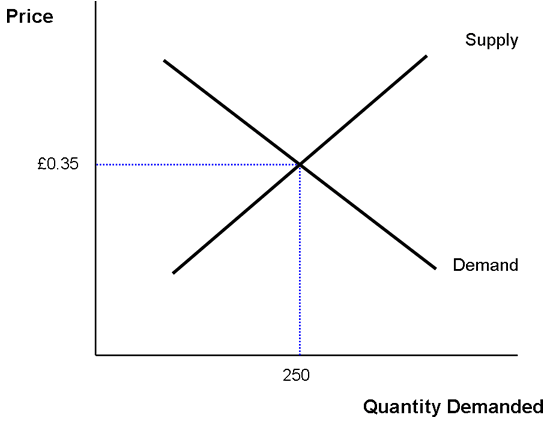 Price
Supply
£0.35
Demand
250
Quantity Demanded